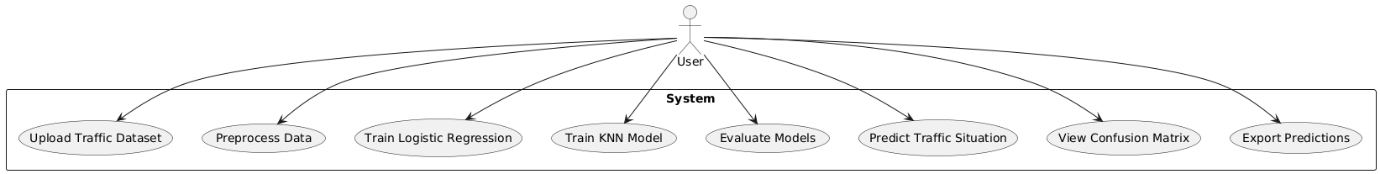 User
System
Upload Traffic Dataset
Preprocess Data
Train Logistic Regression
Train KNN Model
Evaluate Models
Predict Traffic Situation
View Confusion Matrix
Export Predictions